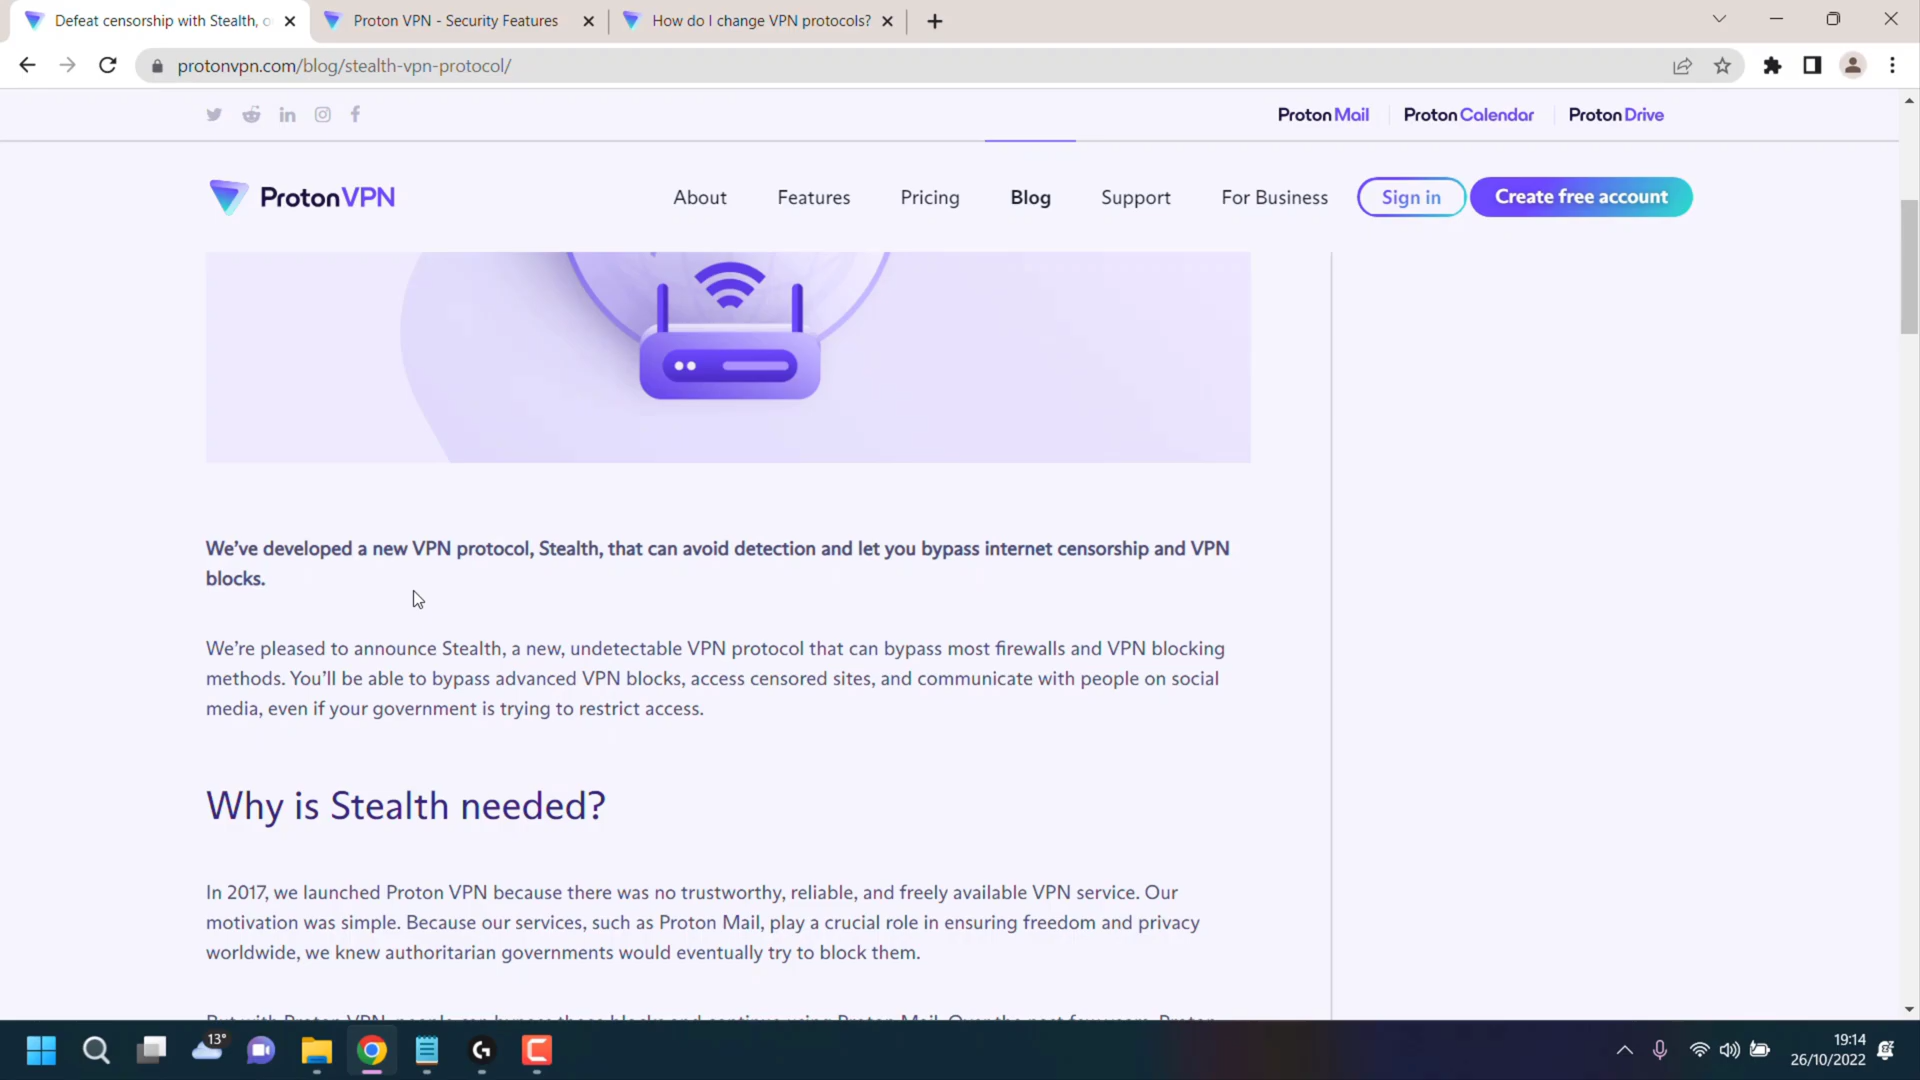 Defeat censorship with Stealth, o
Proton VPN - Security Features
How do I change VPN protocols?
protonvpn.com/blog/stealth-vpn-protocol/
Proton Mail
Proton Calendar
Proton Drive
Proton VPN
About
Features
Pricing
Blog
Support
For Business
Sign in
Create free account
We've developed a new VPN protocol, Stealth, that can avoid detection and let you bypass internet censorship and VPN
blocks.
We're pleased to announce Stealth, a new, undetectable VPN protocol that can bypass most firewalls and VPN blocking
methods. You'll be able to bypass advanced VPN blocks, access censored sites, and communicate with people on social
media, even if your government is trying to restrict access.
Why is Stealth needed?
In 2017, we launched Proton VPN because there was no trustworthy, reliable, and freely available VPN service. Our
motivation was simple. Because our services, such as Proton Mail, play a crucial role in ensuring freedom and privacy
worldwide, we knew authoritarian governments would eventually try to block them.
13°
19:14
26/10/2022